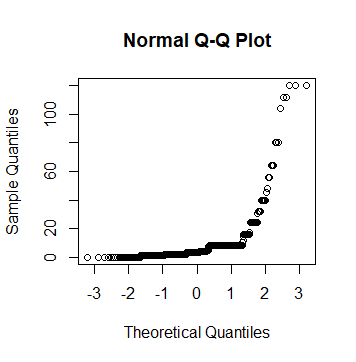 Normal Q-Q Plot
Sample Quantiles
0
20
60
100
-3 -2 -1 0 1 2 3
Theoretical Quantiles